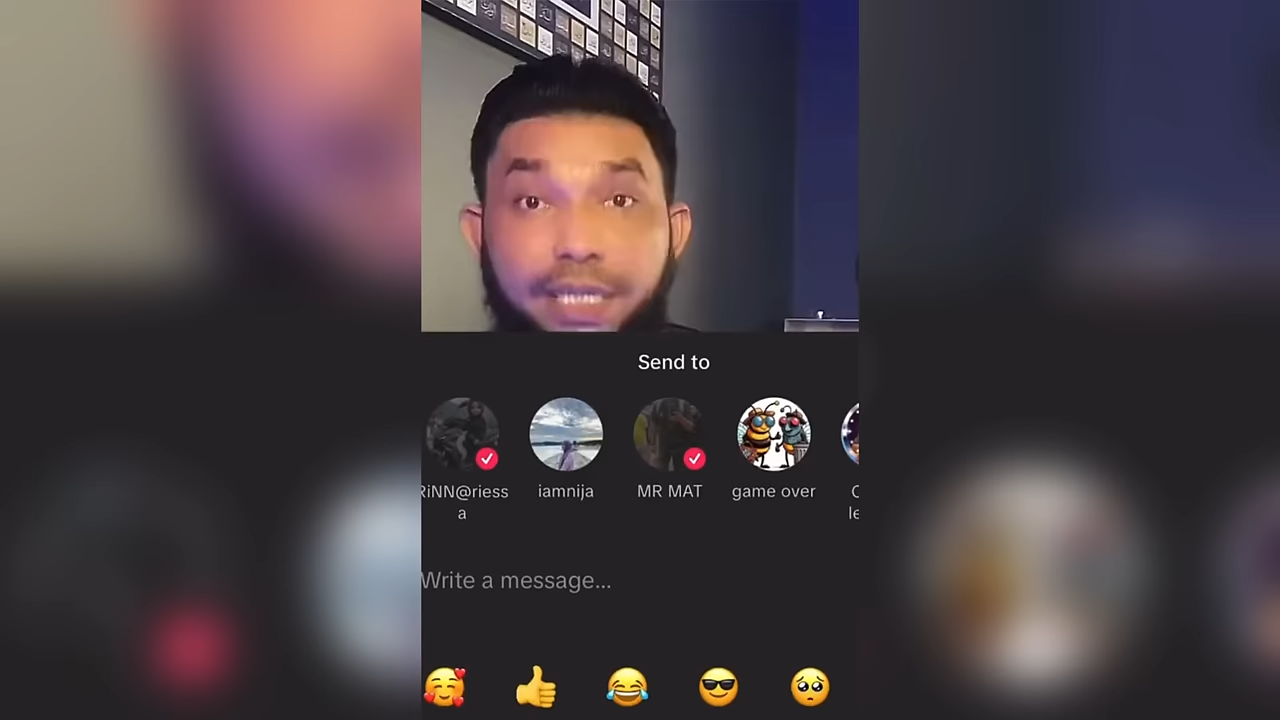 Send to
RiNN@riess
a
iamnija
MR MAT
game over
Write a message...